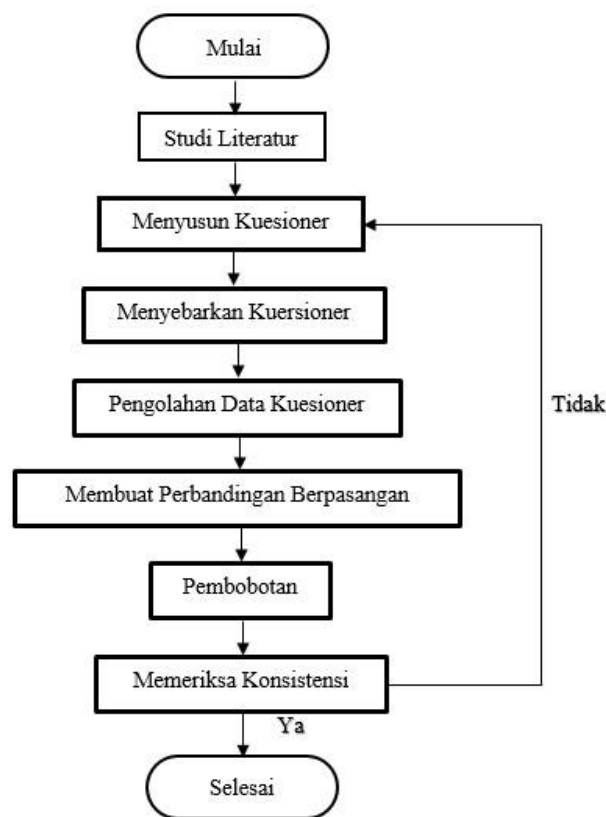 Mulai
Studi Literatur
Menyusun Kuesioner
Menyebarkan Kuersioner
Pengolahan Data Kuesioner
Tidak
Membuat Perbandingan Berpasangan
Pembobotan
Memeriksa Konsistensi
Ya
Selesai